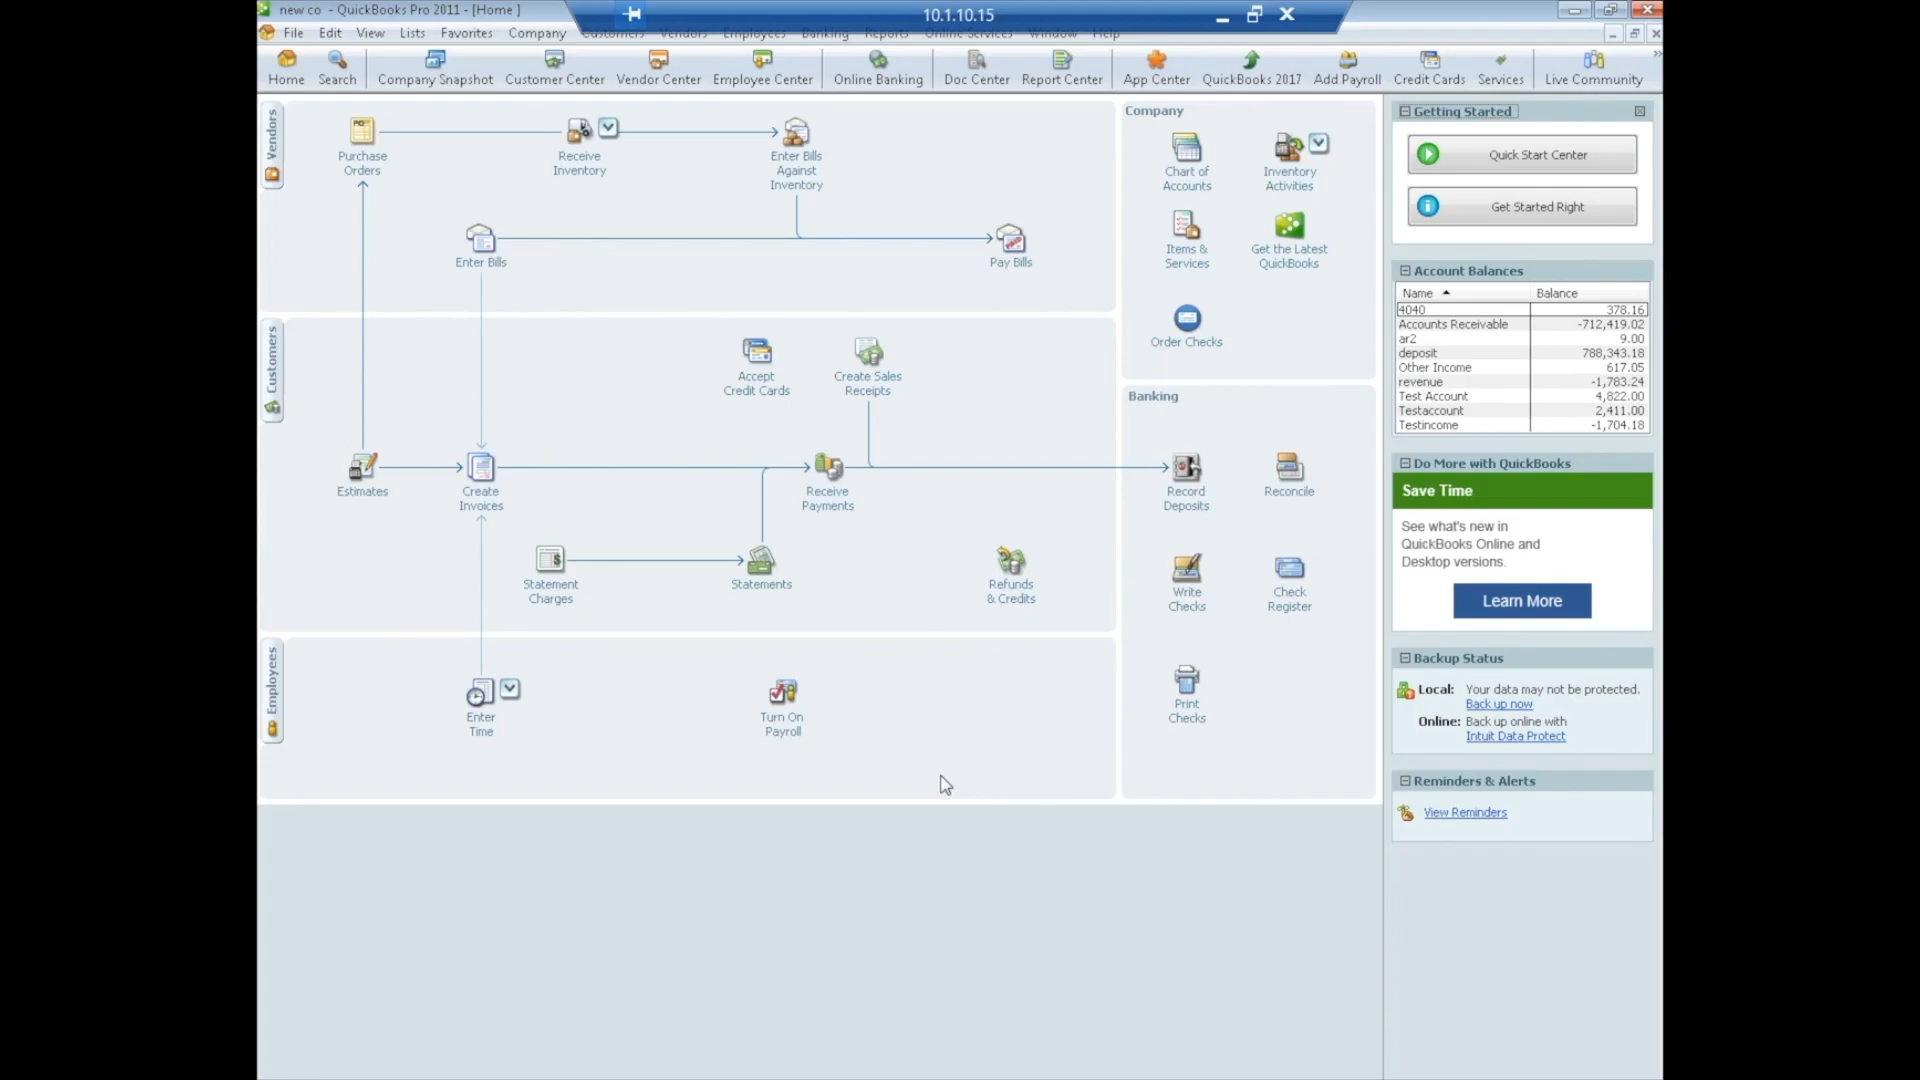 new co - QuickBooks Pro 2011 - [Home ]
10.1.10.15
File Edit View Lists Favorites Company Customers Vendors Employees Banking Reports Online Services Window Help
Home Search Company Snapshot Customer Center Vendor Center Employee Center Online Banking Doc Center Report Center App Center QuickBooks 2017 Add Payroll Credit Cards Services Live Community
Vendors
Purchase
Orders
Receive
Inventory
Enter Bills
Against
Inventory
Enter Bills
Pay Bills
Customers
Accept
Credit Cards
Create Sales
Receipts
Estimates
Create
Invoices
Receive
Payments
Statement
Charges
Statements
Refunds
& Credits
Employees
Enter
Time
Turn On
Payroll
Company
Chart of
Accounts
Inventory
Activities
Items &
Services
Get the Latest
QuickBooks
Order Checks
Banking
Record
Deposits
Reconcile
Write
Checks
Check
Register
Print
Checks
Getting Started
Quick Start Center
Get Started Right
Account Balances
Name Balance
4040 378.16
Accounts Receivable -712,419.02
ar2 9.00
deposit 788,343.18
Other Income 617.05
revenue -1,783.24
Test Account 4,822.00
Testaccount 2,411.00
Testincome -1,704.18
Do More with QuickBooks
Save Time
See what's new in
QuickBooks Online and
Desktop versions.
Learn More
Backup Status
Local: Your data may not be protected.
Back up now
Online: Back up online with
Intuit Data Protect
Reminders & Alerts
View Reminders